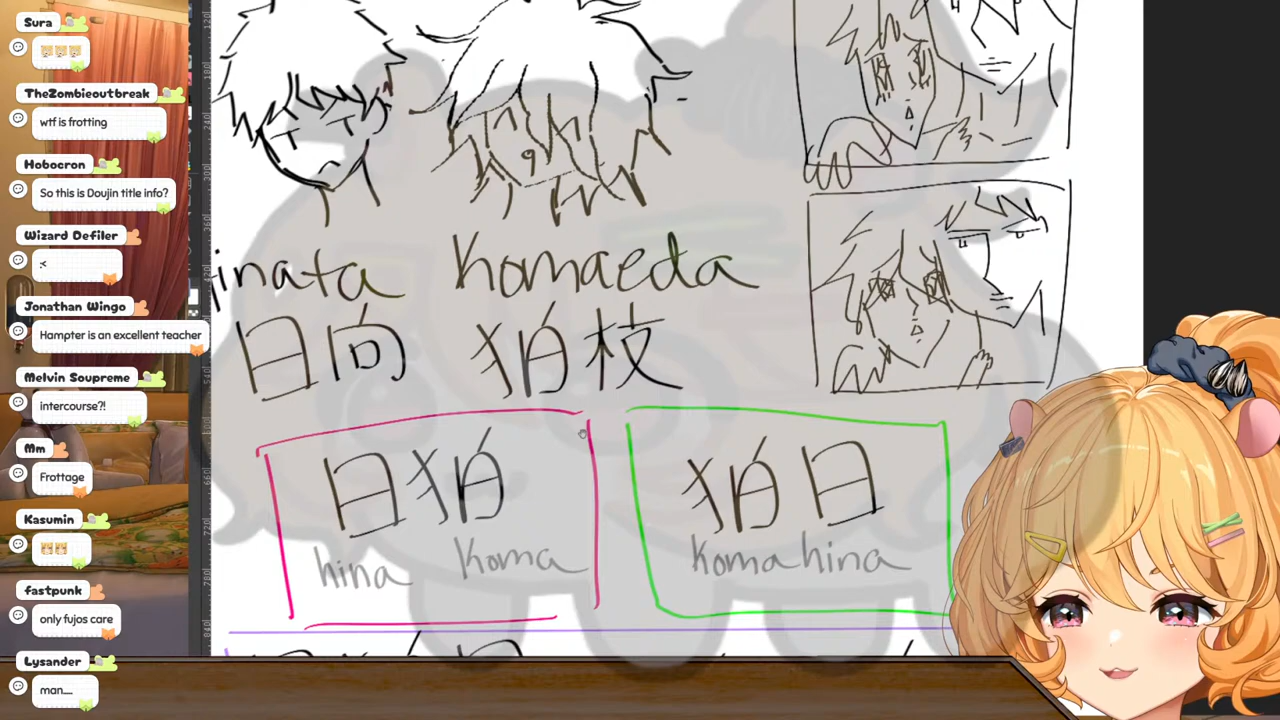 Sura
TheZombieoutbreak
wtf is frotting
Hobocron
So this is Doujin title info?
Wizard Defiler
:<
Jonathan Wingo
Hampter is an excellent teacher
Melvin Soupreme
intercourse?!
Mm
Frottage
Kasumin
fastpunk
only fujos care
Lysander
man__
inata Komaeda
日向 狛枝
日狛
hina Koma
狛日
Komahina